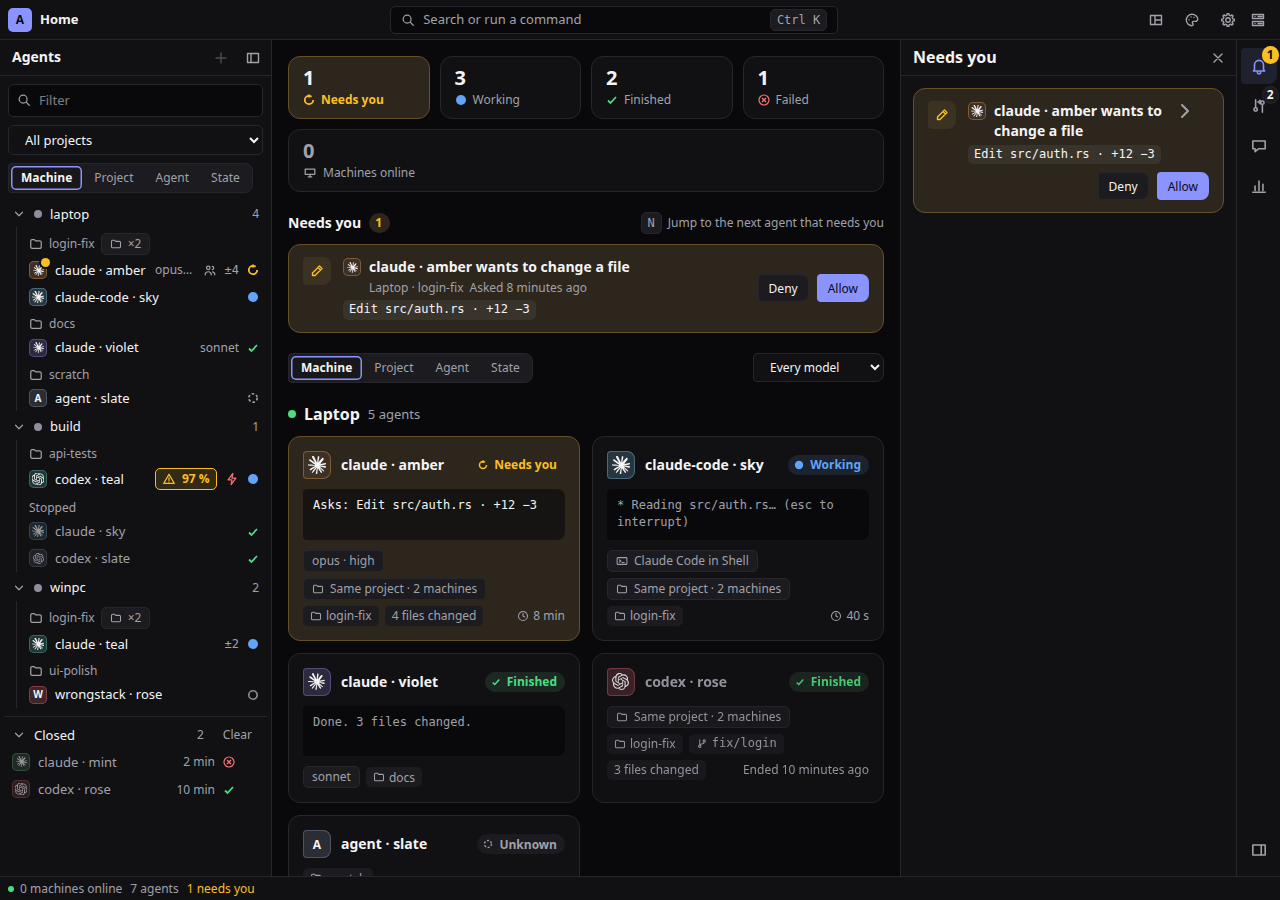 A Home
Search or run a command Ctrl K
Agents
Filter
All projects
Machine Project Agent State
laptop 4
login-fix ×2
claude · amber opus… ±4
claude-code · sky
docs
claude · violet sonnet
scratch
A agent · slate
build 1
api-tests
codex · teal 97 %
Stopped
claude · sky
codex · slate
winpc 2
login-fix ×2
claude · teal ±2
ui-polish
W wrongstack · rose
Closed 2 Clear
claude · mint 2 min
codex · rose 10 min
1
Needs you
3
Working
2
Finished
1
Failed
0
Machines online
Needs you 1
N Jump to the next agent that needs you
claude · amber wants to change a file
Laptop · login-fix Asked 8 minutes ago
Edit src/auth.rs · +12 −3
Deny Allow
Machine Project Agent State
Every model
Laptop 5 agents
claude · amber Needs you
Asks: Edit src/auth.rs · +12 −3
opus · high
Same project · 2 machines
login-fix 4 files changed 8 min
claude-code · sky Working
* Reading src/auth.rs… (esc to
interrupt)
Claude Code in Shell
Same project · 2 machines
login-fix 40 s
claude · violet Finished
Done. 3 files changed.
sonnet docs
codex · rose Finished
Same project · 2 machines
login-fix fix/login
3 files changed Ended 10 minutes ago
A agent · slate Unknown
Needs you
claude · amber wants to
change a file
Edit src/auth.rs · +12 −3
Deny Allow
1
2
0 machines online 7 agents 1 needs you